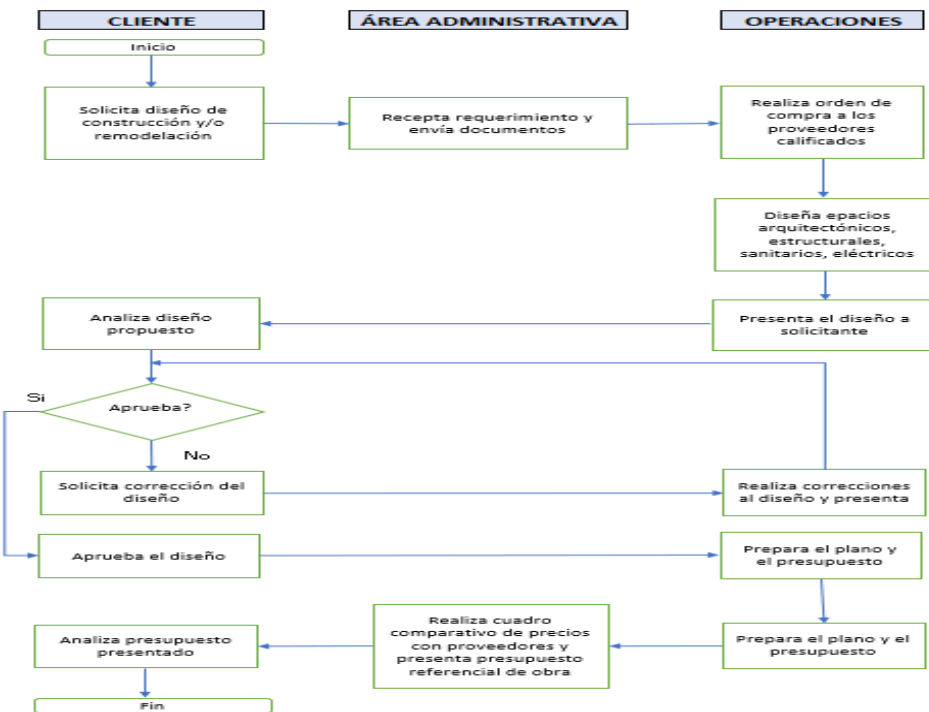 CLIENTE
ÁREA ADMINISTRATIVA
OPERACIONES
Inicio
Solicita diseño de
construcción y/o
remodelación
Recepta requerimiento y
envía documentos
Realiza orden de
compra a los
proveedores
calificados
Diseña epacios
arquitectónicos,
estructurales,
sanitarios, eléctricos
Analiza diseño
propuesto
Presenta el diseño a
solicitante
Si
Aprueba?
No
Solicita corrección del
diseño
Realiza correcciones
al diseño y presenta
Aprueba el diseño
Prepara el plano y
el presupuesto
Analiza presupuesto
presentado
Realiza cuadro
comparativo de precios
con proveedores y
presenta presupuesto
referencial de obra
Prepara el plano y el
presupuesto
Fin